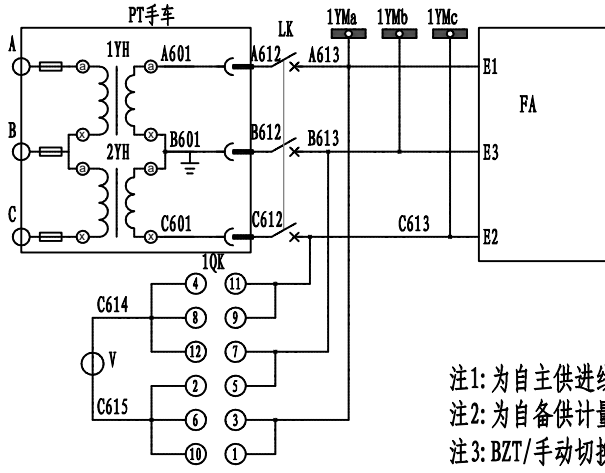 PT手车
LK
1YMa
1YMb
1YMc
A
1YH
A601
A612
A613
a
a
E1
FA
x
x
B
B601
B612
B613
E3
2YH
a
a
C
C601
C612
C613
E2
x
x
1QK
4
11
C614
8
9
12
7
V
2
5
C615
6
3
10
1
注1:为自主供进线
注2:为自备供计量
注3:BZT/手动切换